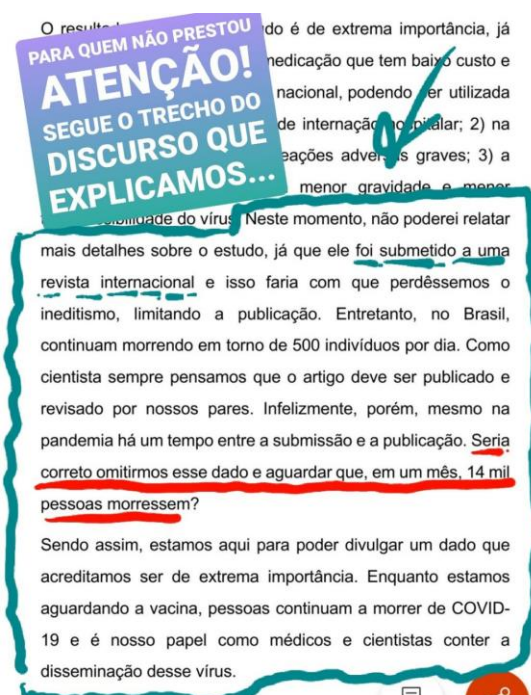 O resultado do é de extrema importância, já
PARA QUEM NÃO PRESTOU
ATENÇÃO!
SEGUE O TRECHO DO
DISCURSO QUE
EXPLICAMOS...
medicação que tem baixo custo e
nacional, podendo ser utilizada
de internação hospitalar; 2) na
reações adversas graves; 3) a
menor gravidade e menor
do vírus. Neste momento, não poderei relatar
mais detalhes sobre o estudo, já que ele foi submetido a uma
revista internacional e isso faria com que perdêssemos o
ineditismo, limitando a publicação. Entretanto, no Brasil,
continuam morrendo em torno de 500 indivíduos por dia. Como
cientista sempre pensamos que o artigo deve ser publicado e
revisado por nossos pares. Infelizmente, porém, mesmo na
pandemia há um tempo entre a submissão e a publicação. Seria
correto omitirmos esse dado e aguardar que, em um mês, 14 mil
pessoas morressem?
Sendo assim, estamos aqui para poder divulgar um dado que
acreditamos ser de extrema importância. Enquanto estamos
aguardando a vacina, pessoas continuam a morrer de COVID-
19 e é nosso papel como médicos e cientistas conter a
disseminação desse vírus.